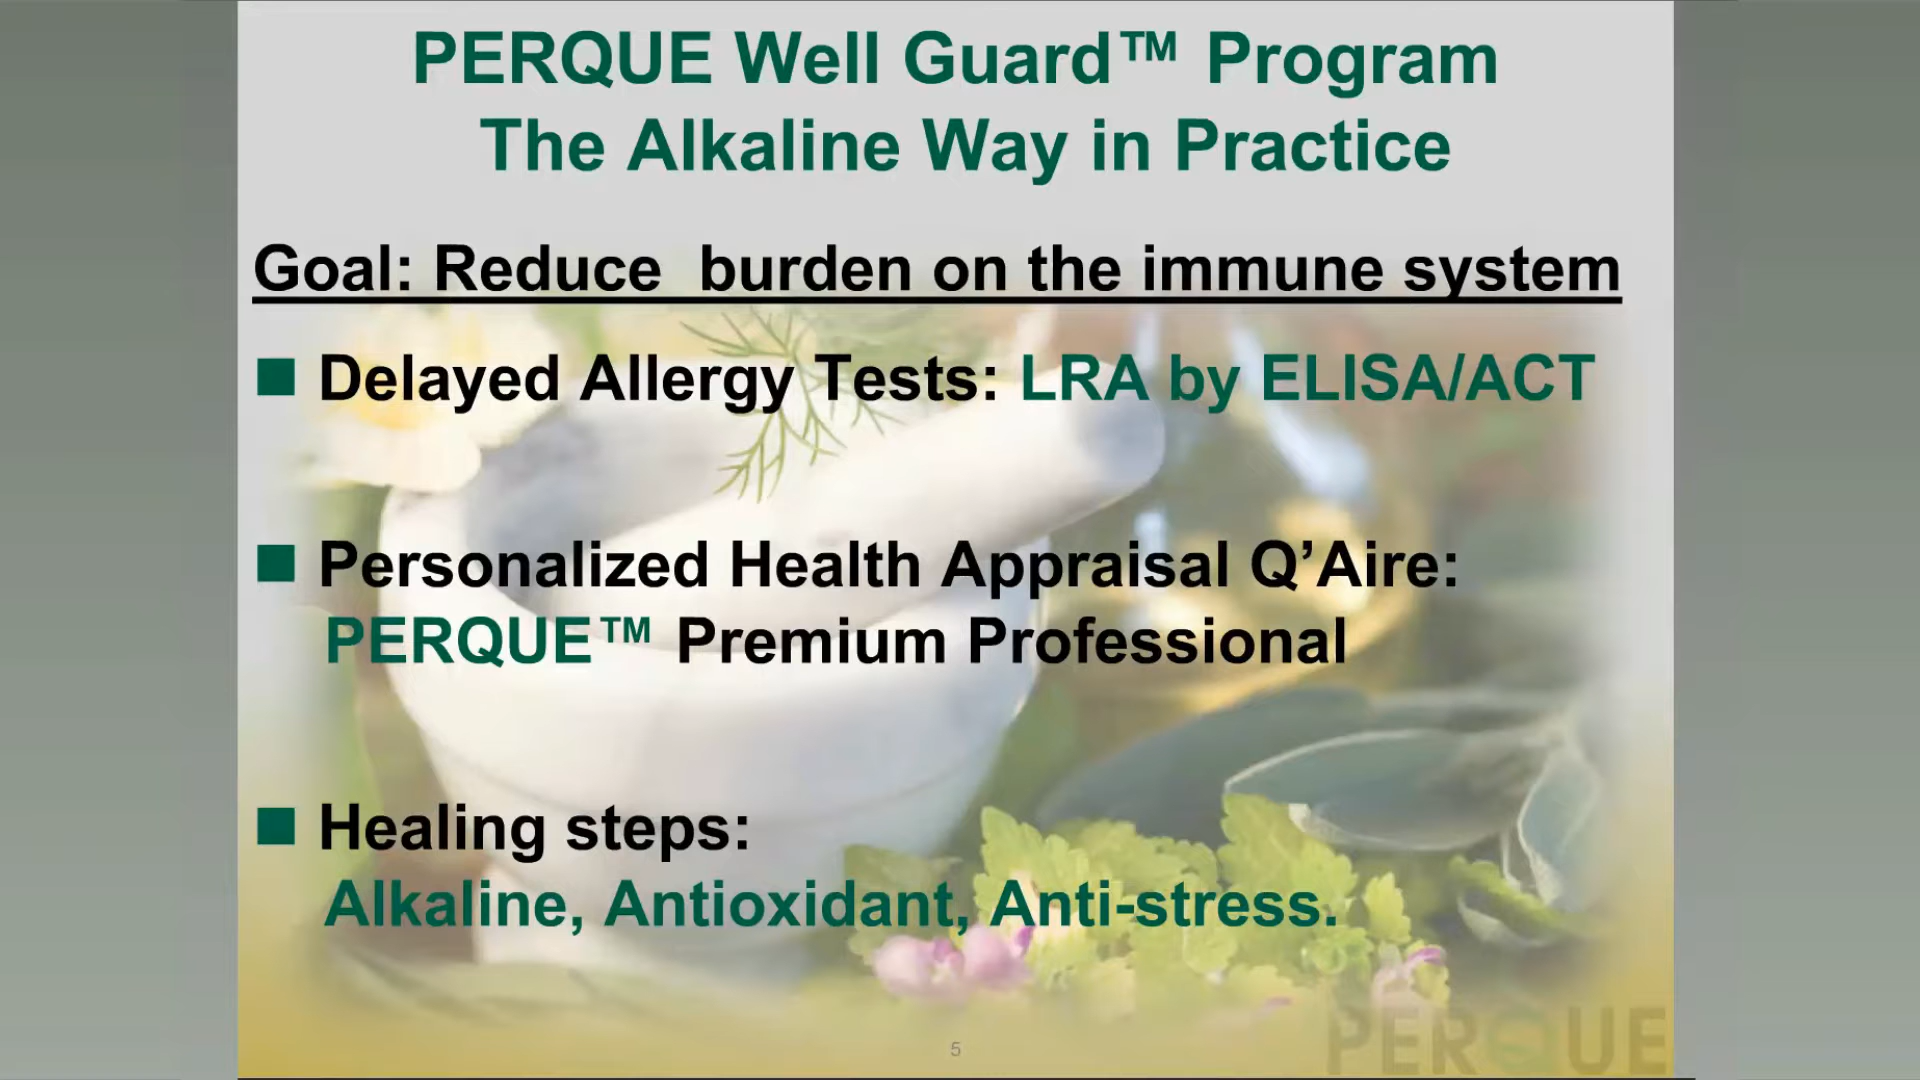 PERQUE Well Guard™ Program
The Alkaline Way in Practice
Goal: Reduce  burden on the immune system
■ Delayed Allergy Tests: LRA by ELISA/ACT
■ Personalized Health Appraisal Q’Aire:
PERQUE™ Premium Professional
■ Healing steps:
Alkaline, Antioxidant, Anti-stress.
5
PERQUE